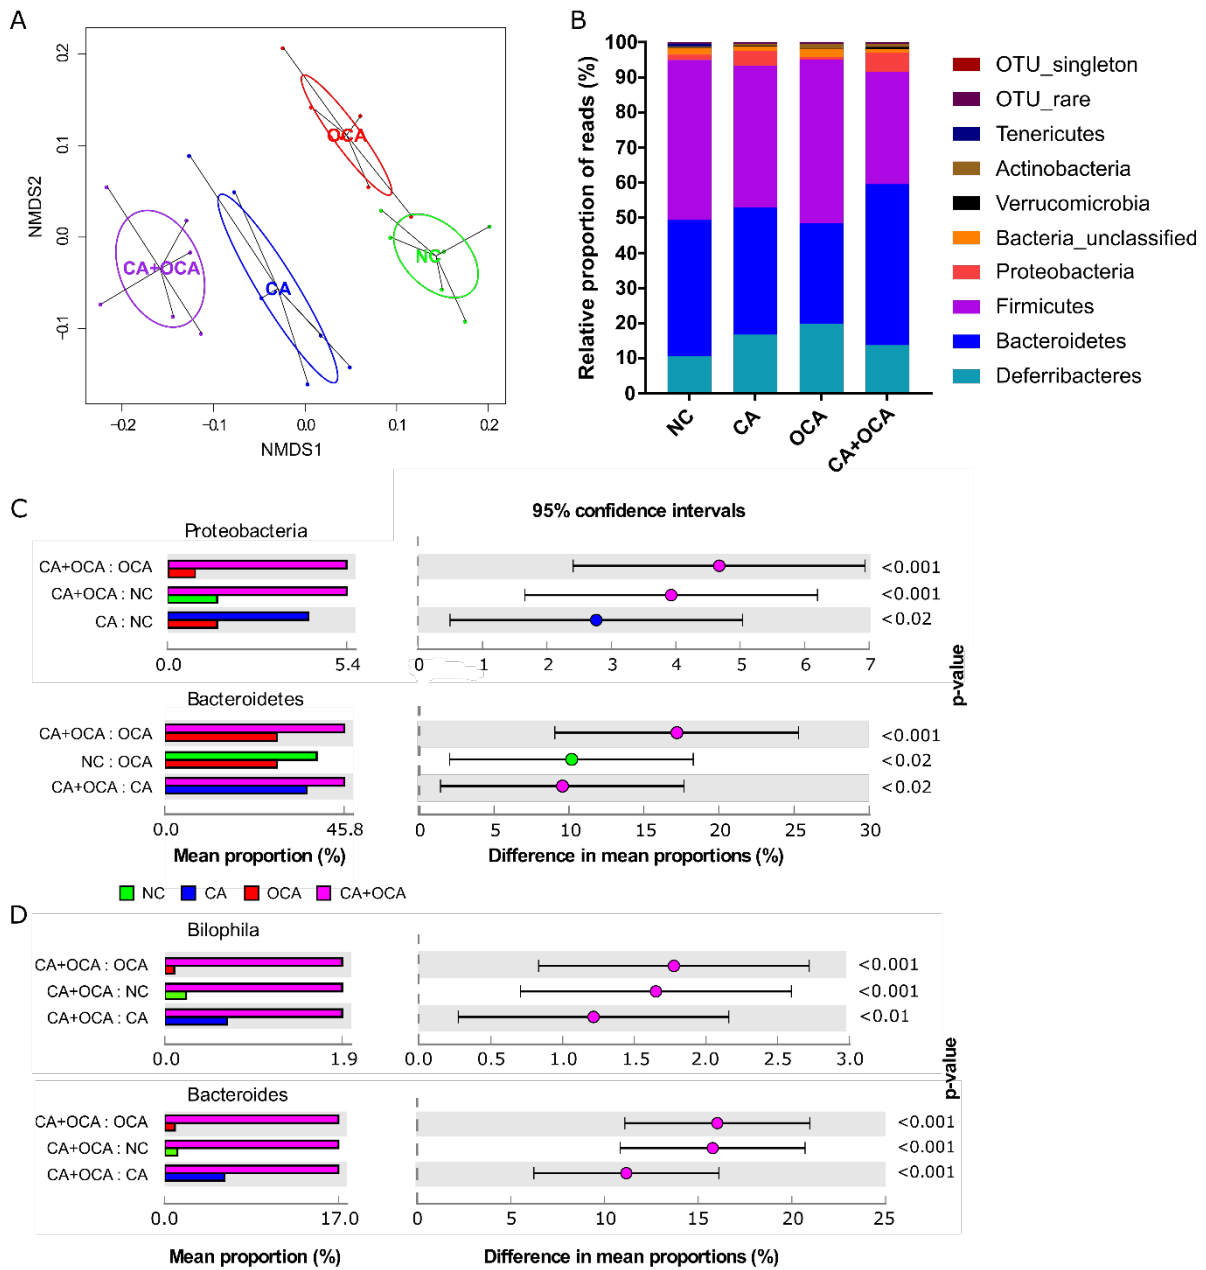 A
0.2
0.1
0.0
−0.1
NMDS2
OCA
NC
CA+OCA
CA
−0.2
−0.1
0.0
0.1
0.2
NMDS1
B
Relative proportion of reads (%)
100
90
80
70
60
50
40
30
20
10
0
NC
CA
OCA
CA+OCA
OTU_singleton
OTU_rare
Tenericutes
Actinobacteria
Verrucomicrobia
Bacteria_unclassified
Proteobacteria
Firmicutes
Bacteroidetes
Deferribacteres
C
95% confidence intervals
Proteobacteria
CA+OCA : OCA
<0.001
CA+OCA : NC
<0.001
CA : NC
<0.02
0.0
5.4
0
1
2
3
4
5
6
7
p-value
Bacteroidetes
CA+OCA : OCA
<0.001
NC : OCA
<0.02
CA+OCA : CA
<0.02
0.0
45.8
0
5
10
15
20
25
30
Mean proportion (%)
Difference in mean proportions (%)
NC
CA
OCA
CA+OCA
D
Bilophila
CA+OCA : OCA
<0.001
CA+OCA : NC
<0.001
CA+OCA : CA
<0.01
0.0
1.9
0.0
0.5
1.0
1.5
2.0
2.5
3.0
p-value
Bacteroides
CA+OCA : OCA
<0.001
CA+OCA : NC
<0.001
CA+OCA : CA
<0.001
0.0
17.0
0
5
10
15
20
25
Mean proportion (%)
Difference in mean proportions (%)